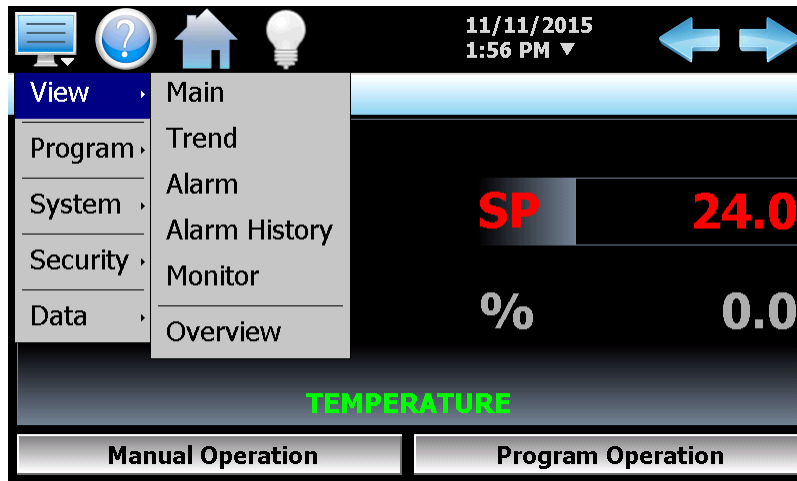 ?
11/11/2015
1:56 PM ▼
View
Main
Trend
Program
Alarm
System
Alarm History
Security
Monitor
Data
Overview
SP 24.0
% 0.0
TEMPERATURE
Manual Operation
Program Operation